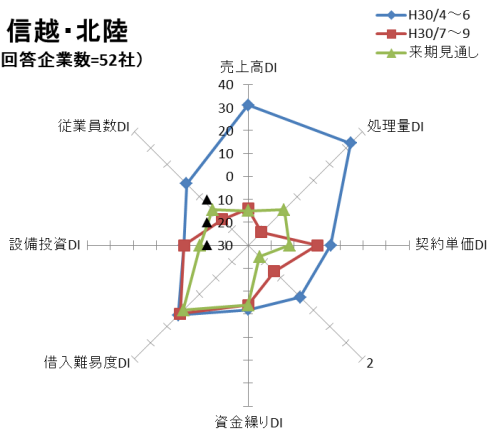 信越・北陸
回答企業数=52社）
H30/4～6
H30/7～9
来期見通し
売上高DI
処理量DI
契約単価DI
2
資金繰りDI
借入難易度DI
設備投資DI
従業員数DI
40
30
20
10
0
▲ 10
▲ 20
▲ 30